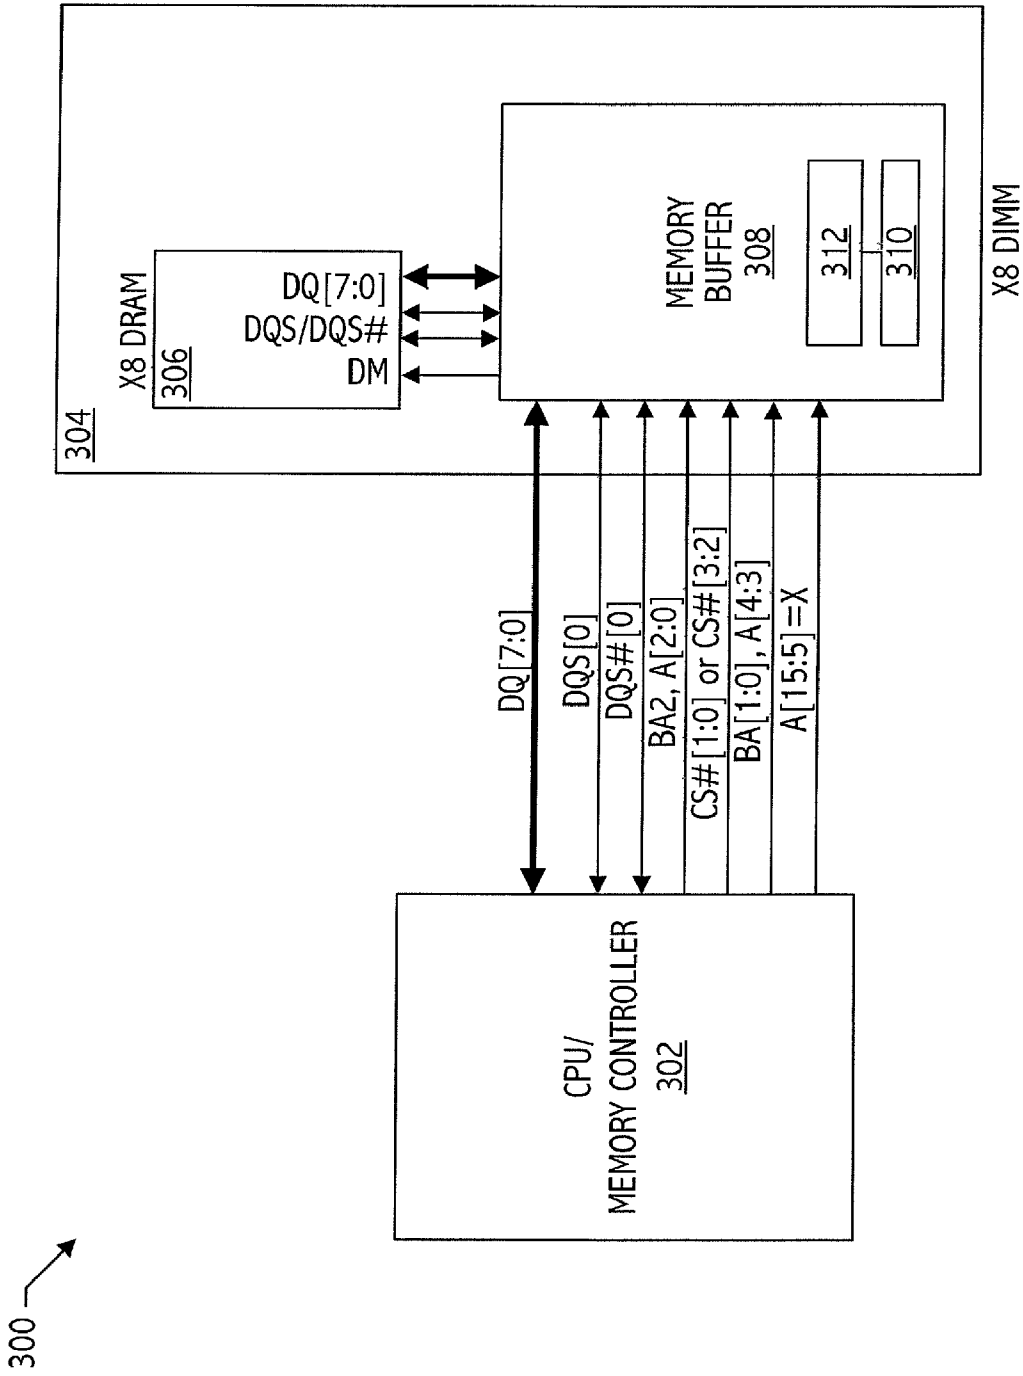 300
CPU/
MEMORY CONTROLLER
302
DQ[7:0]
DQS[0]
DQS#[0]
BA2, A[2:0]
CS#[1:0] or CS#[3:2]
BA[1:0], A[4:3]
A[15:5]=X
304
X8 DRAM
306
DQ[7:0]
DQS/DQS#
DM
MEMORY
BUFFER
308
312
310
X8 DIMM